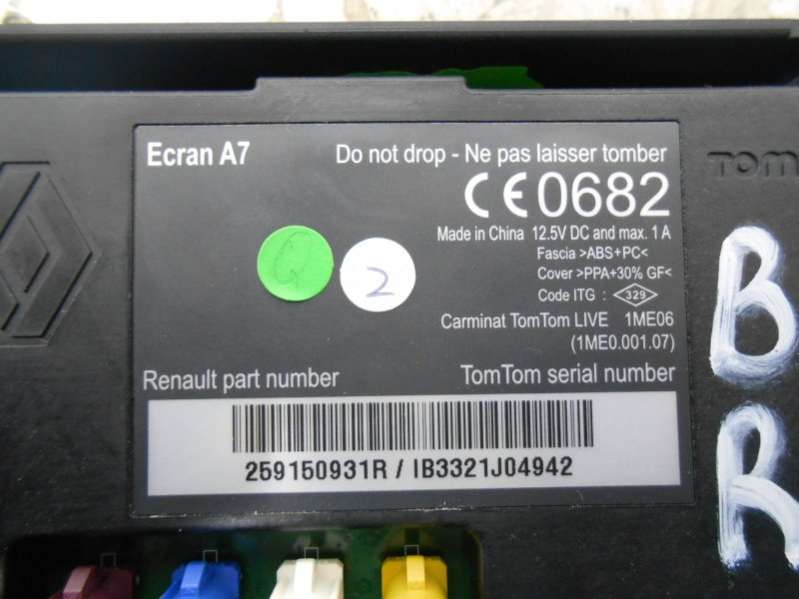 Ecran A7
Do not drop - Ne pas laisser tomber
CE0682
Made in China 12.5V DC and max. 1 A
Fascia >ABS+PC<
Cover >PPA+30% GF<
Code ITG : 329
Carminat TomTom LIVE 1ME06
(1ME0.001.07)
2
TOM
Renault part number
TomTom serial number
259150931R / IB3321J04942
B
R